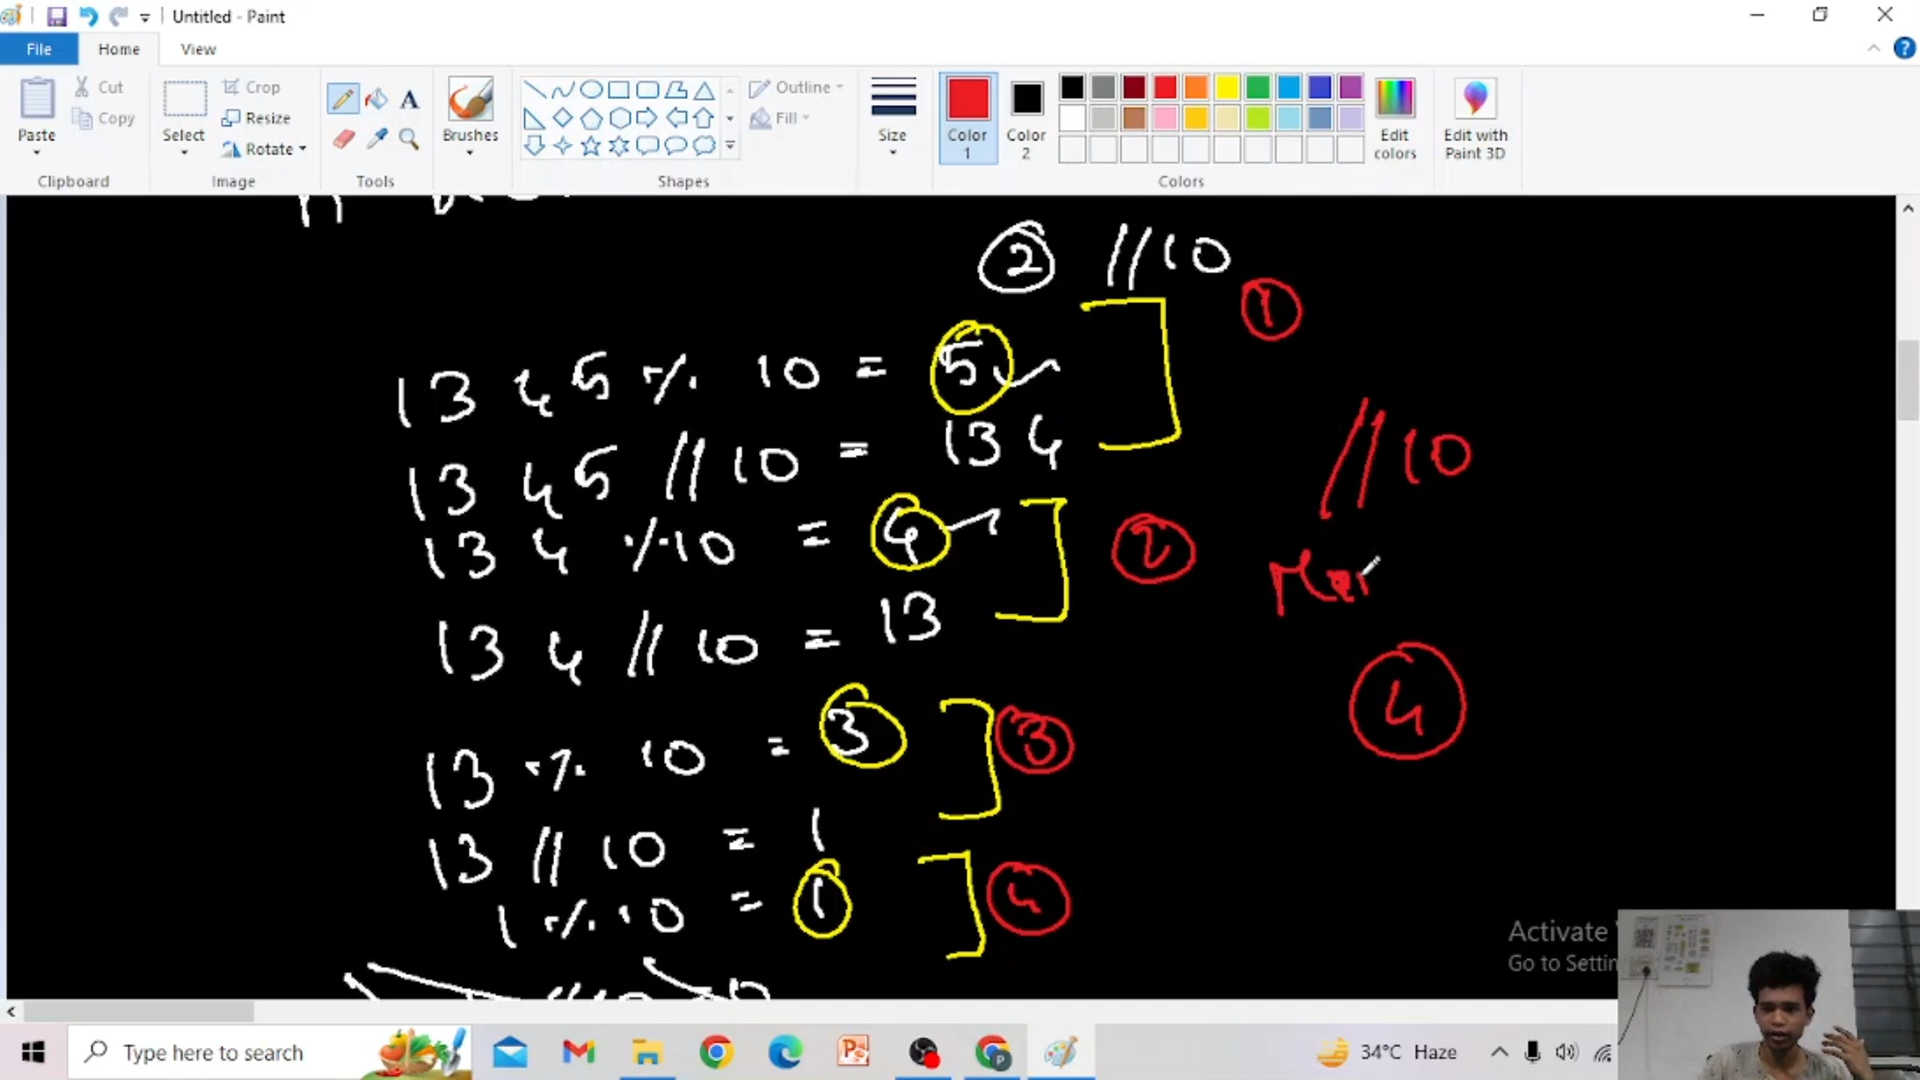 Untitled - Paint
File Home View
Paste
Cut
Copy
Clipboard
Select
Crop
Resize
Rotate
Image
Tools
Brushes
Outline
Fill
Shapes
Size
Color 1
Color 2
Edit colors
Edit with Paint 3D
Colors
② //10
①
1345 % 10 = 5
1345 // 10 = 134
//10
134 %10 = 4
②
134 // 10 = 13
④
13 % 10 = 3
③
13 // 10 = 1
1 % 10 = 1
④
Activate
Go to Settin
Type here to search
34°C Haze